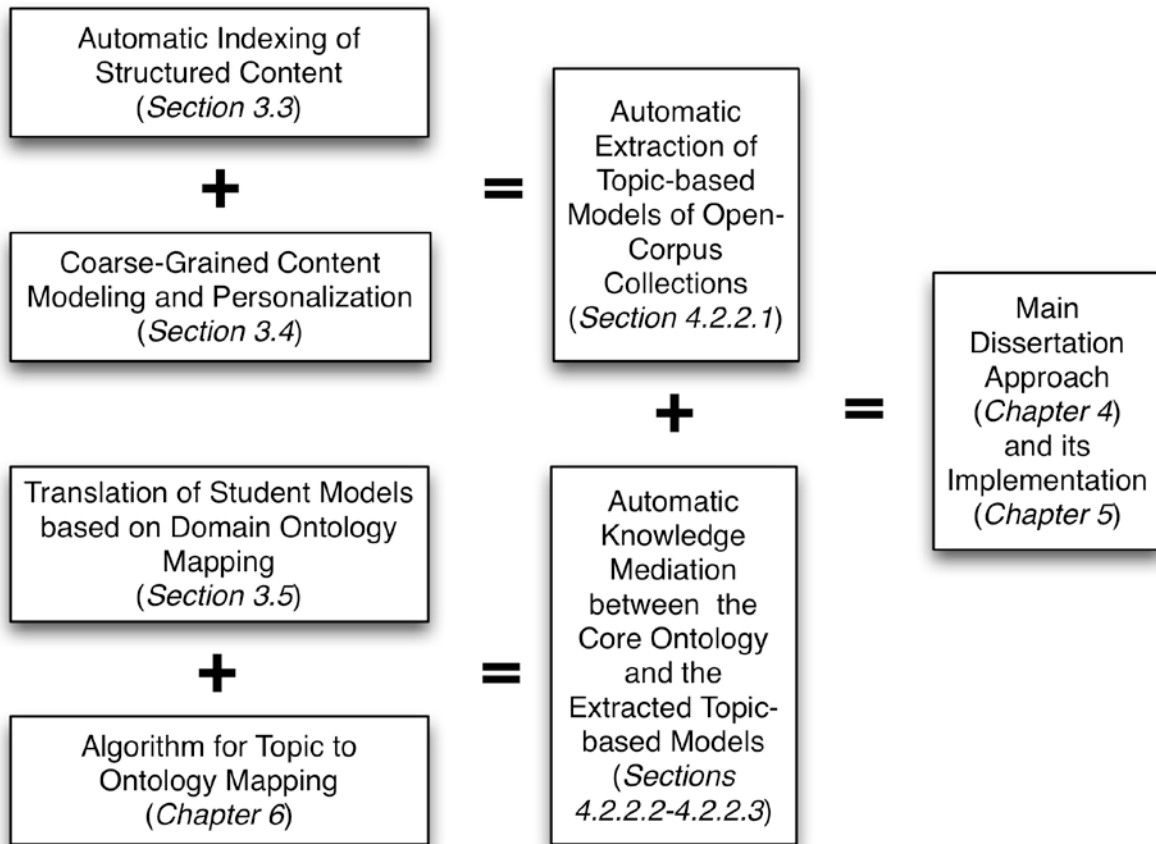 Automatic Indexing of
Structured Content
(Section 3.3)
+
Coarse-Grained Content
Modeling and Personalization
(Section 3.4)
=
Automatic
Extraction of
Topic-based
Models of Open-
Corpus
Collections
(Section 4.2.2.1)
+
Translation of Student Models
based on Domain Ontology
Mapping
(Section 3.5)
+
Algorithm for Topic to
Ontology Mapping
(Chapter 6)
=
Automatic
Knowledge
Mediation
between the
Core Ontology
and the
Extracted Topic-
based Models
(Sections
4.2.2.2-4.2.2.3)
=
Main
Dissertation
Approach
(Chapter 4)
and its
Implementation
(Chapter 5)